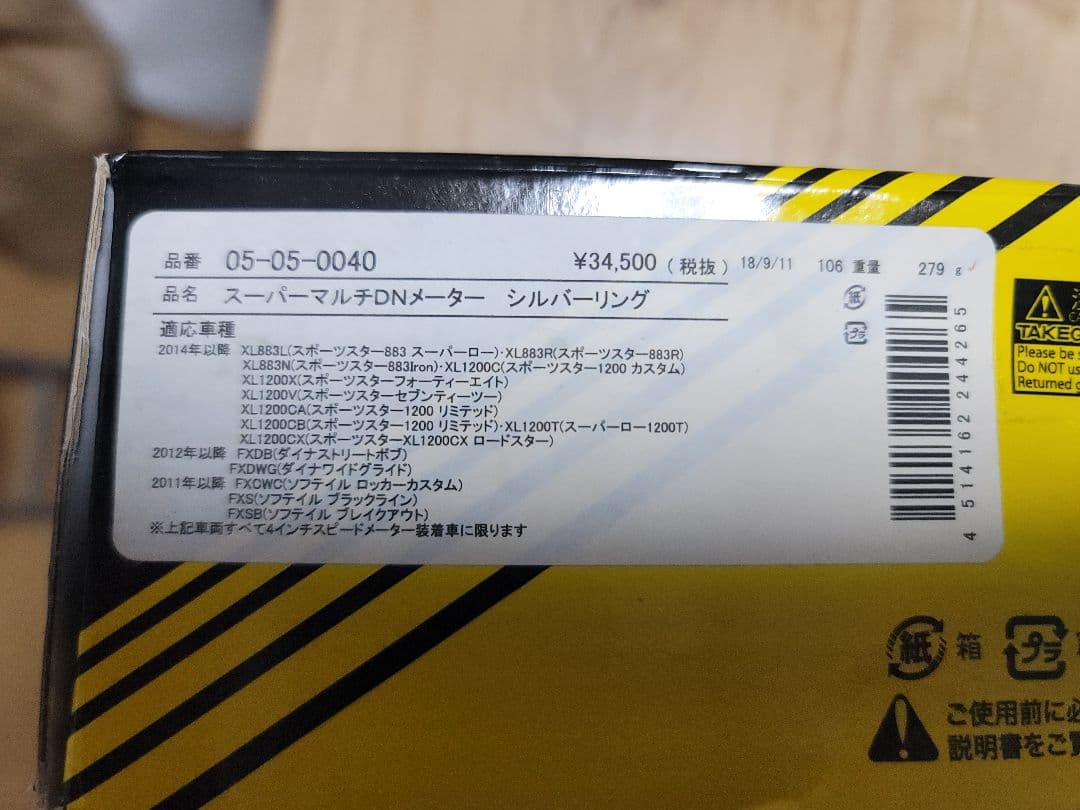 品番 05-05-0040 ¥34,500 (税抜) 18/9/11 106 重量 279 g
品名 スーパーマルチDNメーター シルバーリング
紙
プラ
適応車種
2014年以降 XL883L(スポーツスター883 スーパーロー)・XL883R(スポーツスター883R)
XL883N(スポーツスター883Iron)・XL1200C(スポーツスター1200 カスタム)
XL1200X(スポーツスターフォーティーエイト)
XL1200V(スポーツスターセブンティーツー)
XL1200CA(スポーツスター1200 リミテッド)
XL1200CB(スポーツスター1200 リミテッド)・XL1200T(スーパーロー1200T)
XL1200CX(スポーツスターXL1200CX ロードスター)
2012年以降 FXDB(ダイナストリートボブ)
FXDWG(ダイナワイドグライド)
2011年以降 FXCWC(ソフテイル ロッカーカスタム)
FXS(ソフテイル ブラックライン)
FXSB(ソフテイル ブレイクアウト)
※上記車両すべて4インチスピードメーター装着車に限ります
4514162244265
TAKEGA
Please be
Do NOT us
Returned
紙 箱 プラ
ご使用前に必
説明書をご